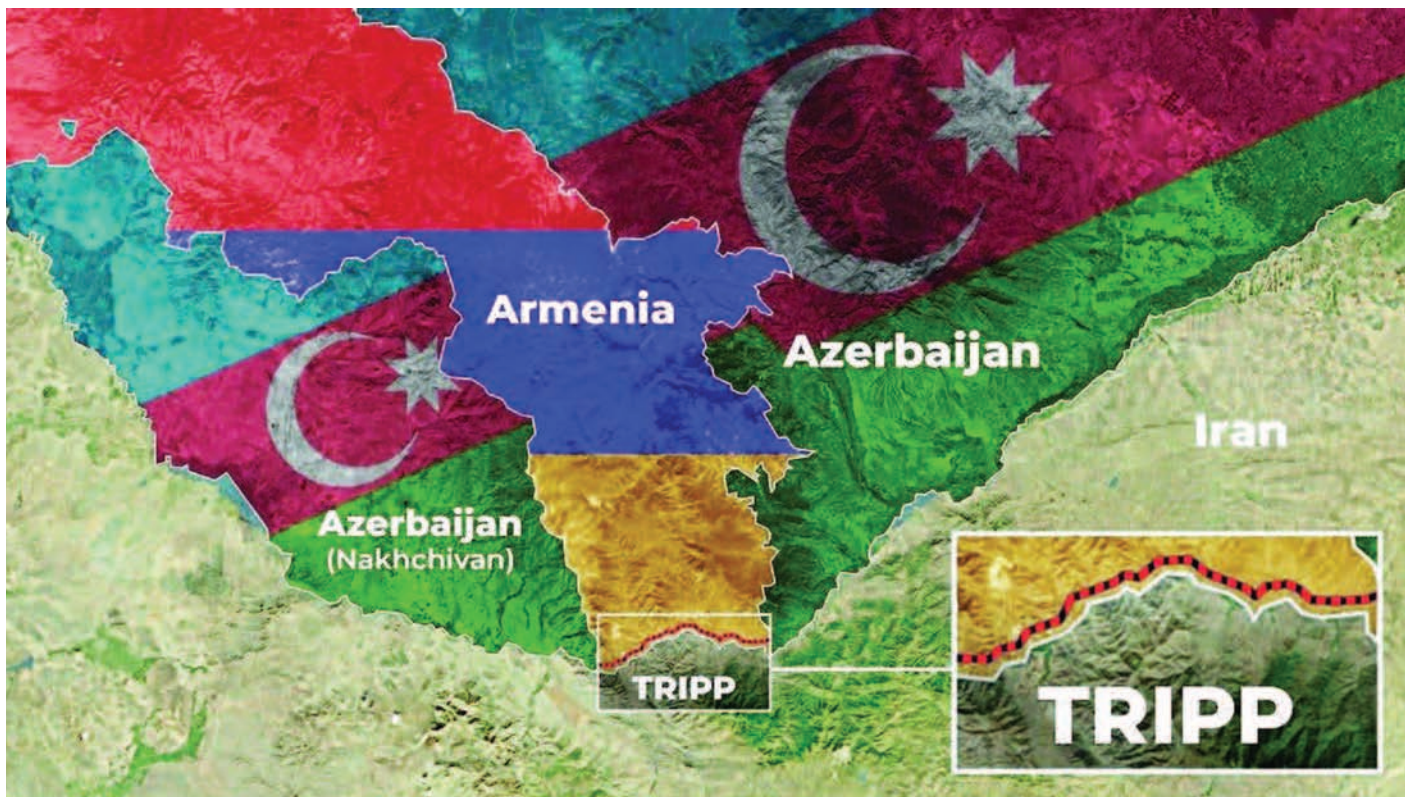 Armenia
Azerbaijan
Iran
Azerbaijan
(Nakhchivan)
TRIPP
TRIPP